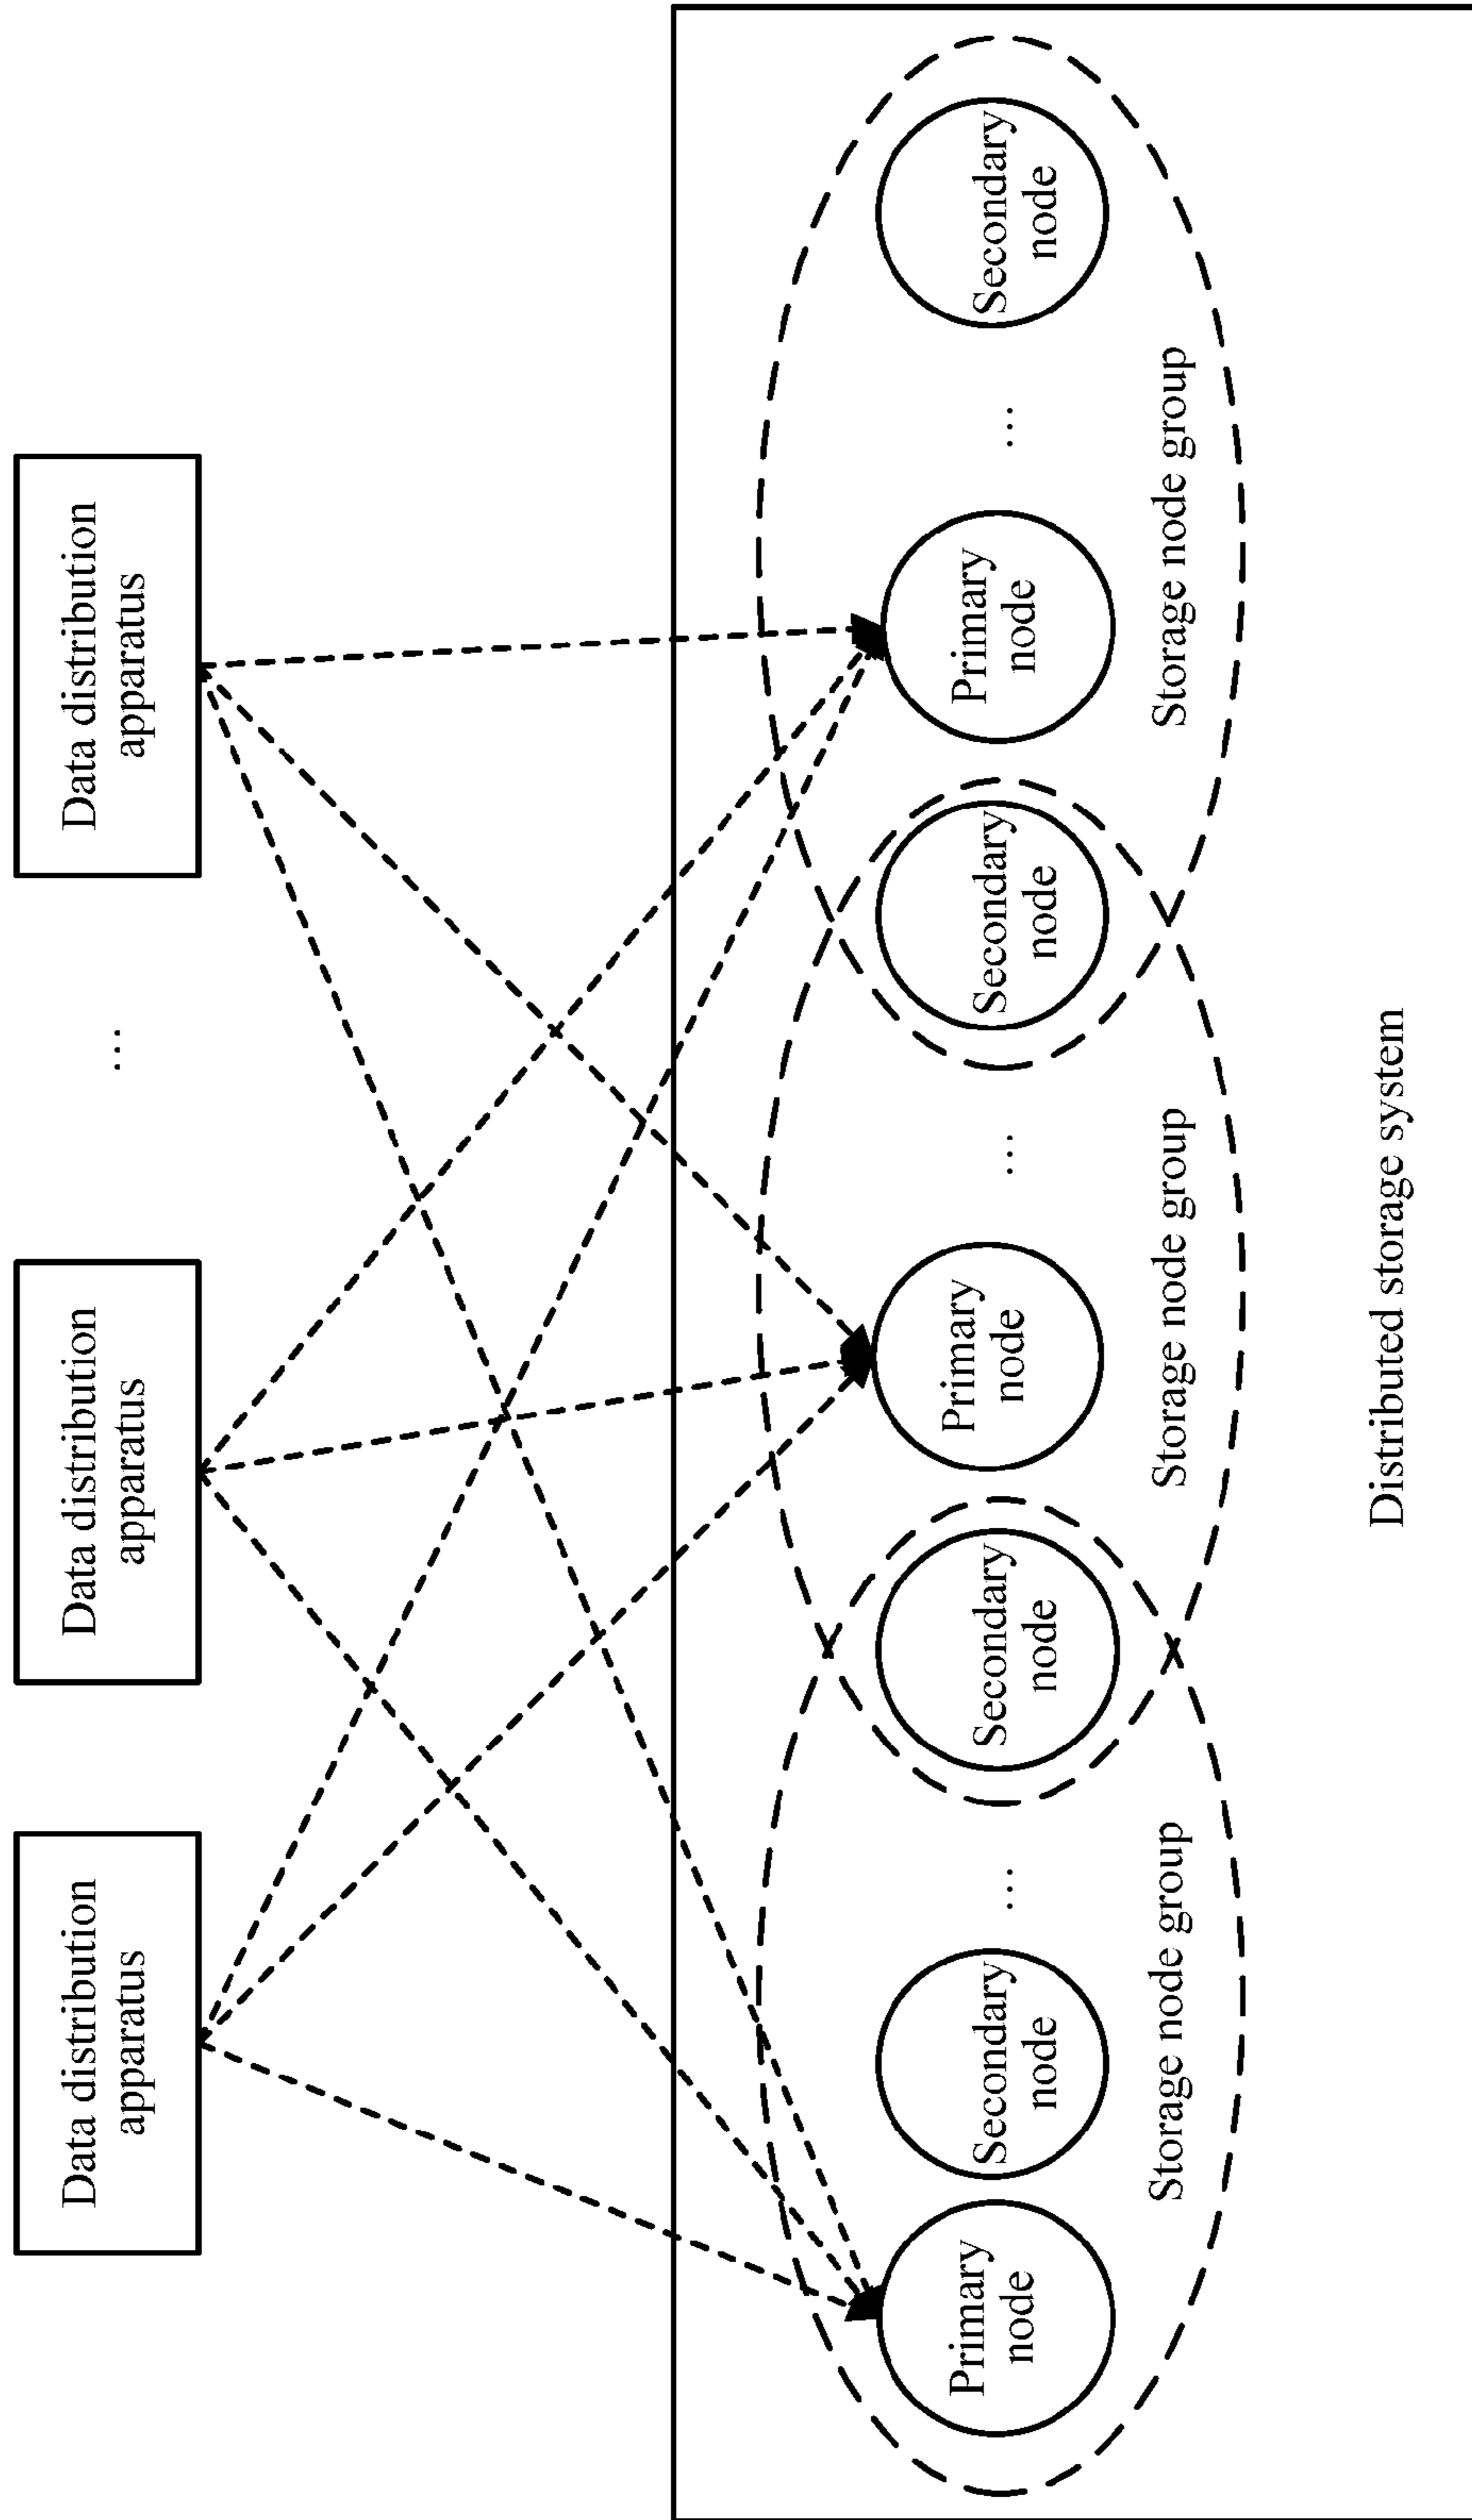 Data distribution
apparatus
Data distribution
apparatus
...
Data distribution
apparatus
Primary
node
Secondary
node
...
Secondary
node
Primary
node
...
Secondary
node
Primary
node
...
Secondary
node
Storage node group
Storage node group
Storage node group
Distributed storage system